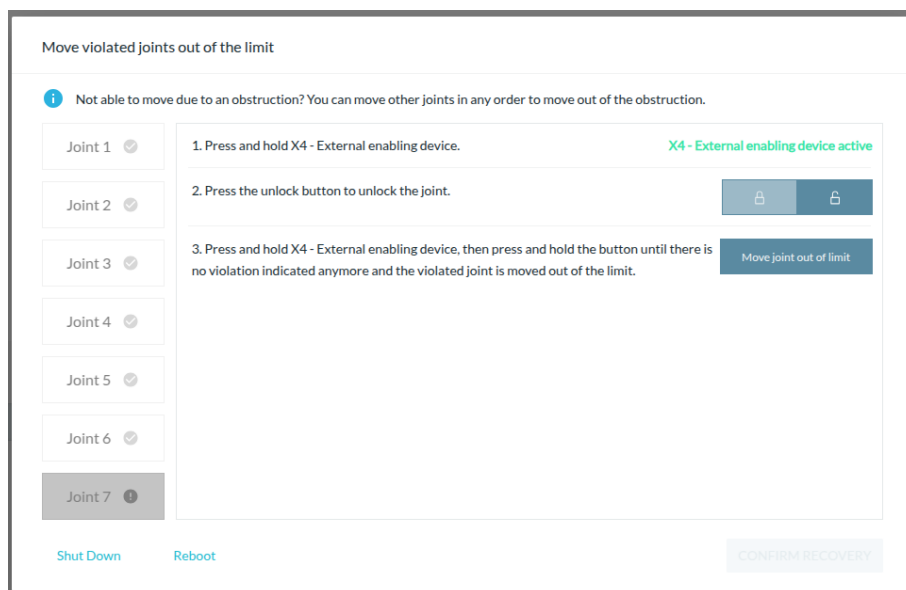 Move violated joints out of the limit
Not able to move due to an obstruction? You can move other joints in any order to move out of the obstruction.
Joint 1
Joint 2
Joint 3
Joint 4
Joint 5
Joint 6
Joint 7
1. Press and hold X4 - External enabling device.
X4 - External enabling device active
2. Press the unlock button to unlock the joint.
3. Press and hold X4 - External enabling device, then press and hold the button until there is
no violation indicated anymore and the violated joint is moved out of the limit.
Move joint out of limit
Shut Down
Reboot
CONFIRM RECOVERY